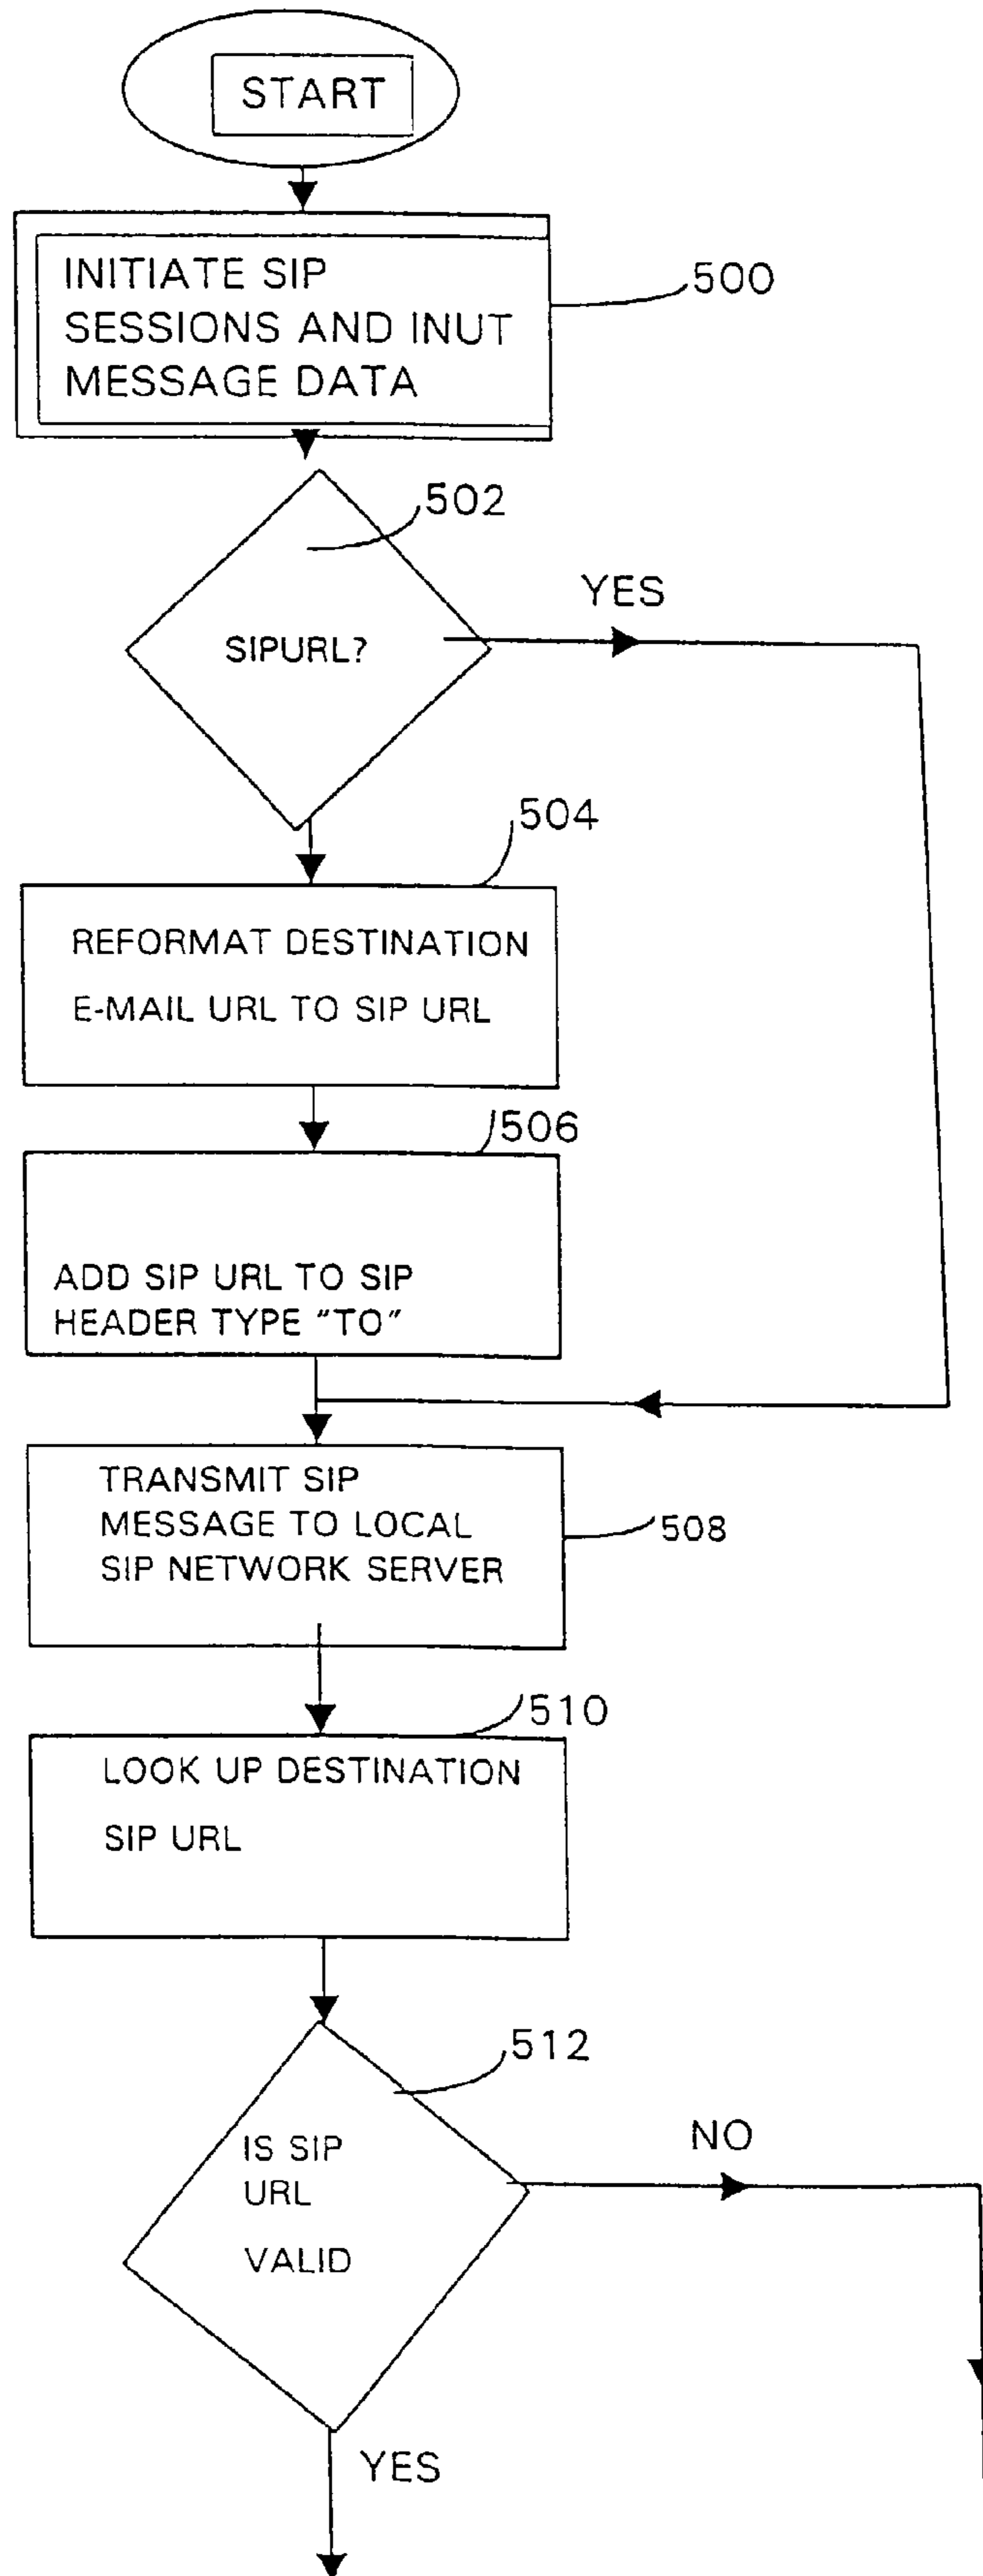 START
INITIATE SIP
SESSIONS AND INUT
MESSAGE DATA
500
502
YES
SIPURL?
504
REFORMAT DESTINATION
E-MAIL URL TO SIP URL
506
ADD SIP URL TO SIP
HEADER TYPE "TO"
TRANSMIT SIP
MESSAGE TO LOCAL
SIP NETWORK SERVER
508
510
LOOK UP DESTINATION
SIP URL
512
IS SIP
URL
VALID
NO
YES